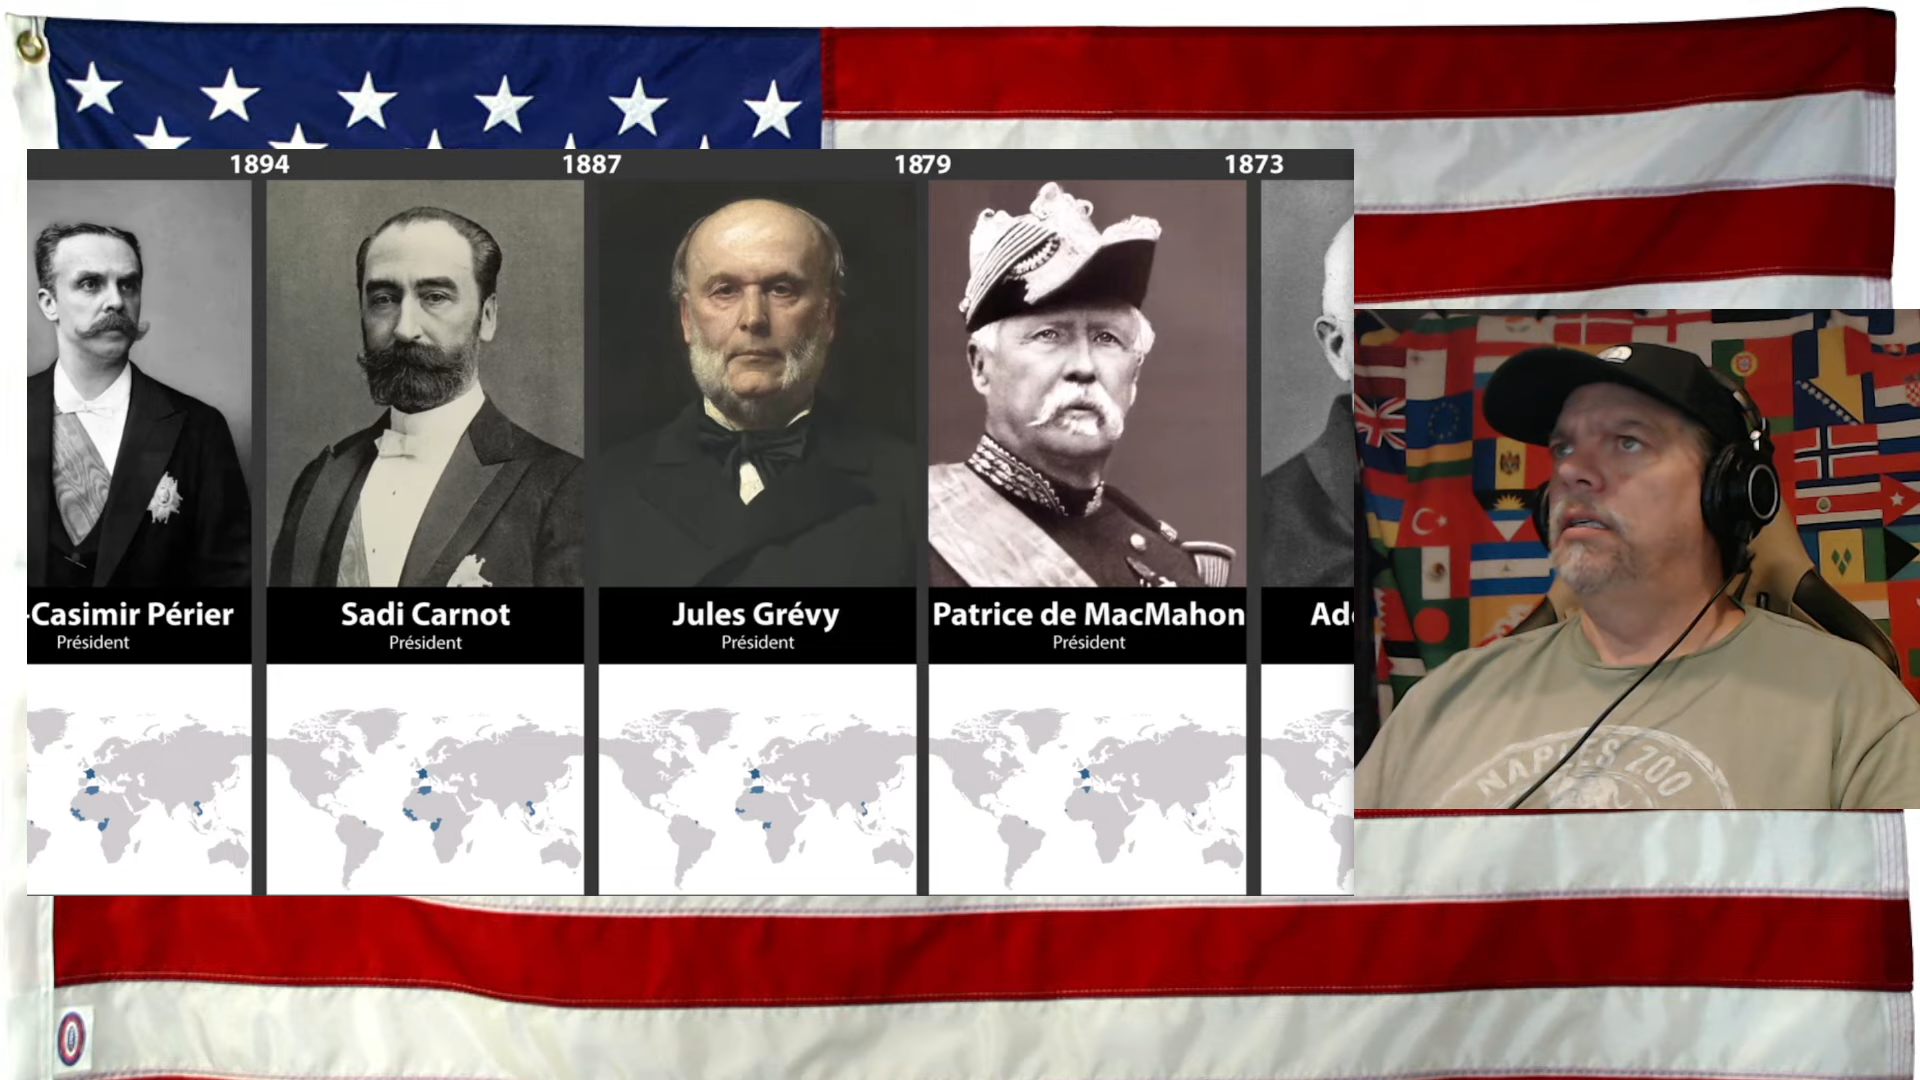 1894
1887
1879
1873
-Casimir Périer
Président
Sadi Carnot
Président
Jules Grévy
Président
Patrice de MacMahon
Président
Ad
NAPLES ZOO